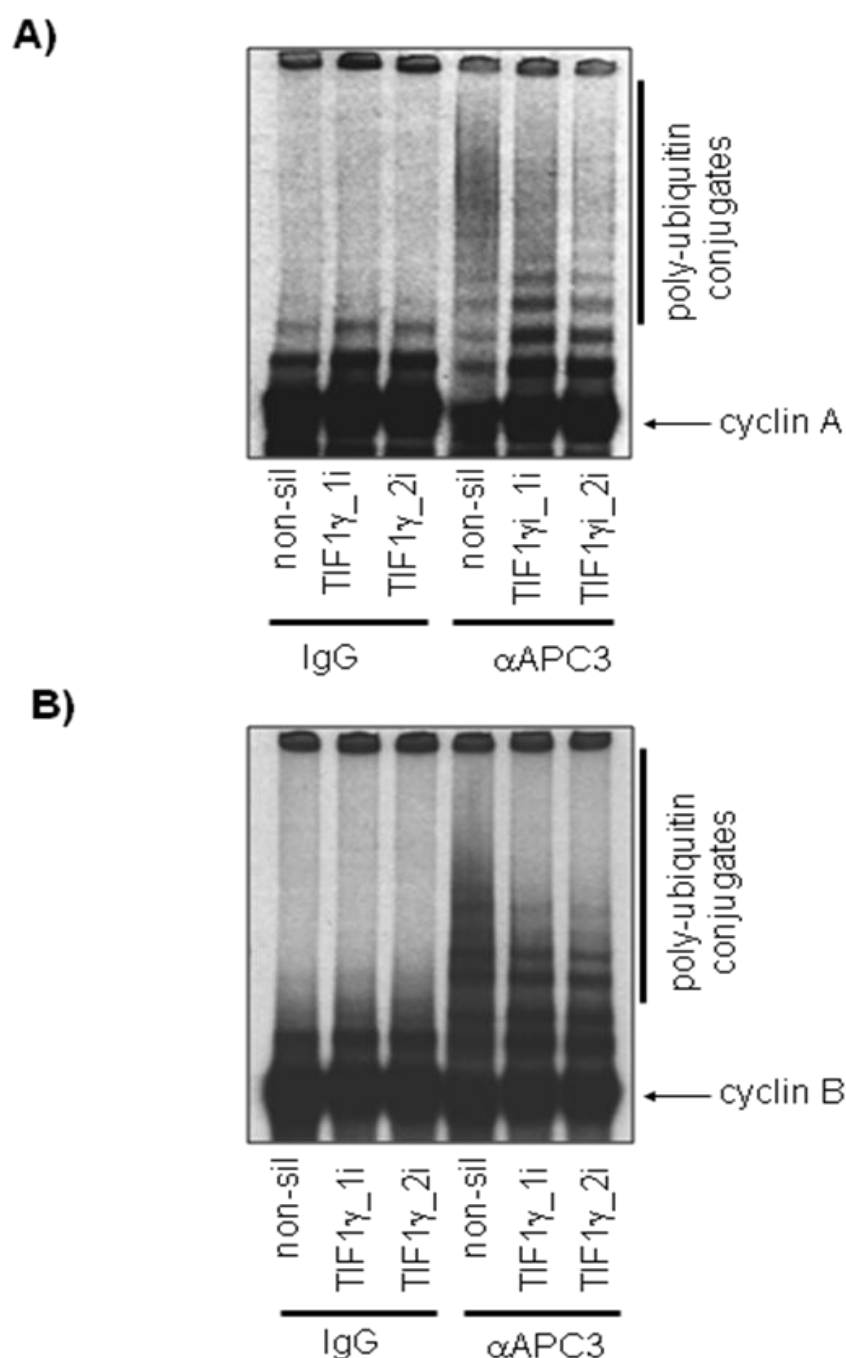 A)
poly-ubiquitin
conjugates
cyclin A
non-sil
TIF1γ_1i
TIF1γ_2i
non-sil
TIF1γi_1i
TIF1γi_2i
IgG
αAPC3
B)
poly-ubiquitin
conjugates
cyclin B
non-sil
TIF1γ_1i
TIF1γ_2i
non-sil
TIF1γ_1i
TIF1γ_2i
IgG
αAPC3